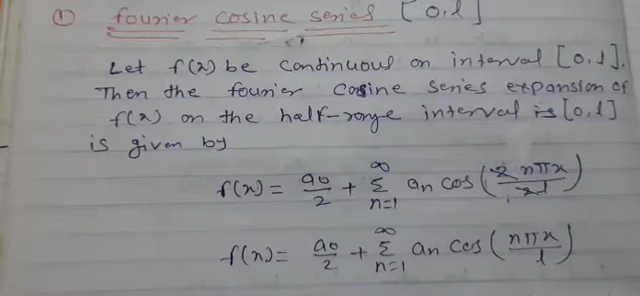 ① fourier cosine series [0,l]
Let f(x) be continuous on interval [0,l].
Then the fourier cosine series expansion of
f(x) on the half-range interval is [0,l]
is given by
f(x) = a0/2 + ∞ Σ n=1 an cos (2nπx/2l)
f(x) = a0/2 + ∞ Σ n=1 an cos (nπx/l)